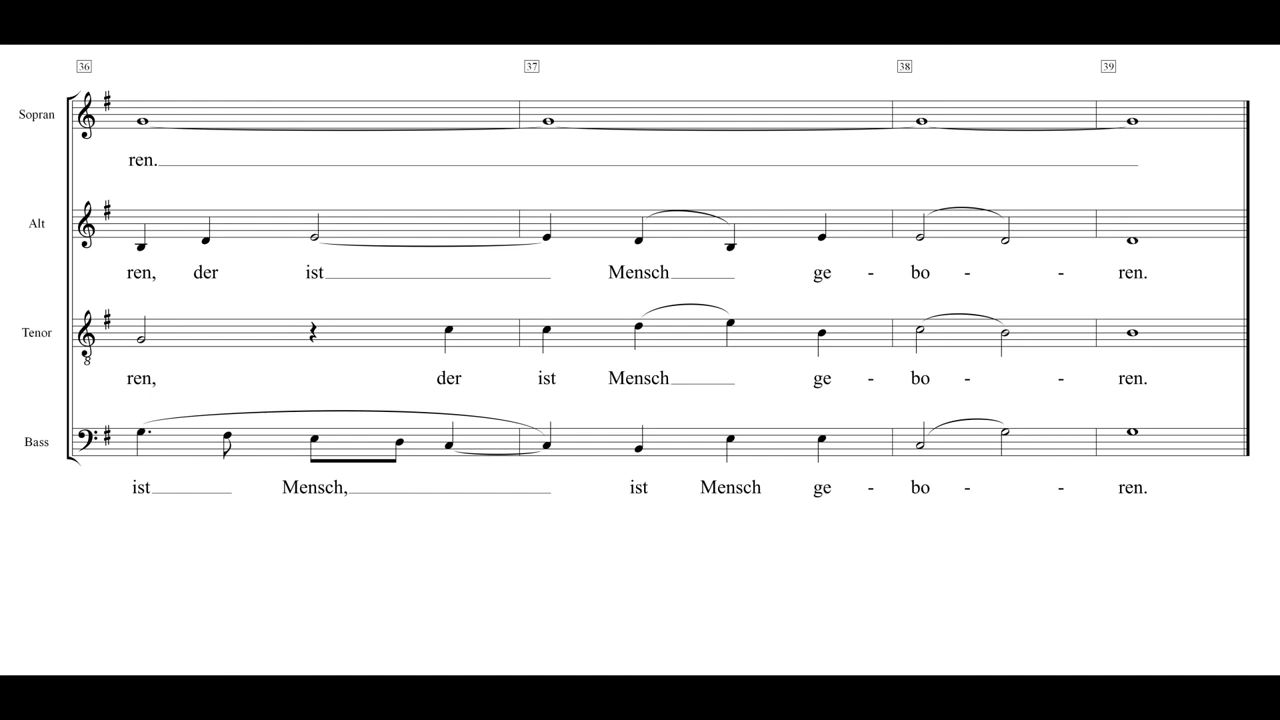 36 37 38 39
Sopran
ren.
Alt
ren, der ist Mensch ge - bo - - ren.
Tenor
8
ren, der ist Mensch ge - bo - - ren.
Bass
ist Mensch, ist Mensch ge - bo - - ren.